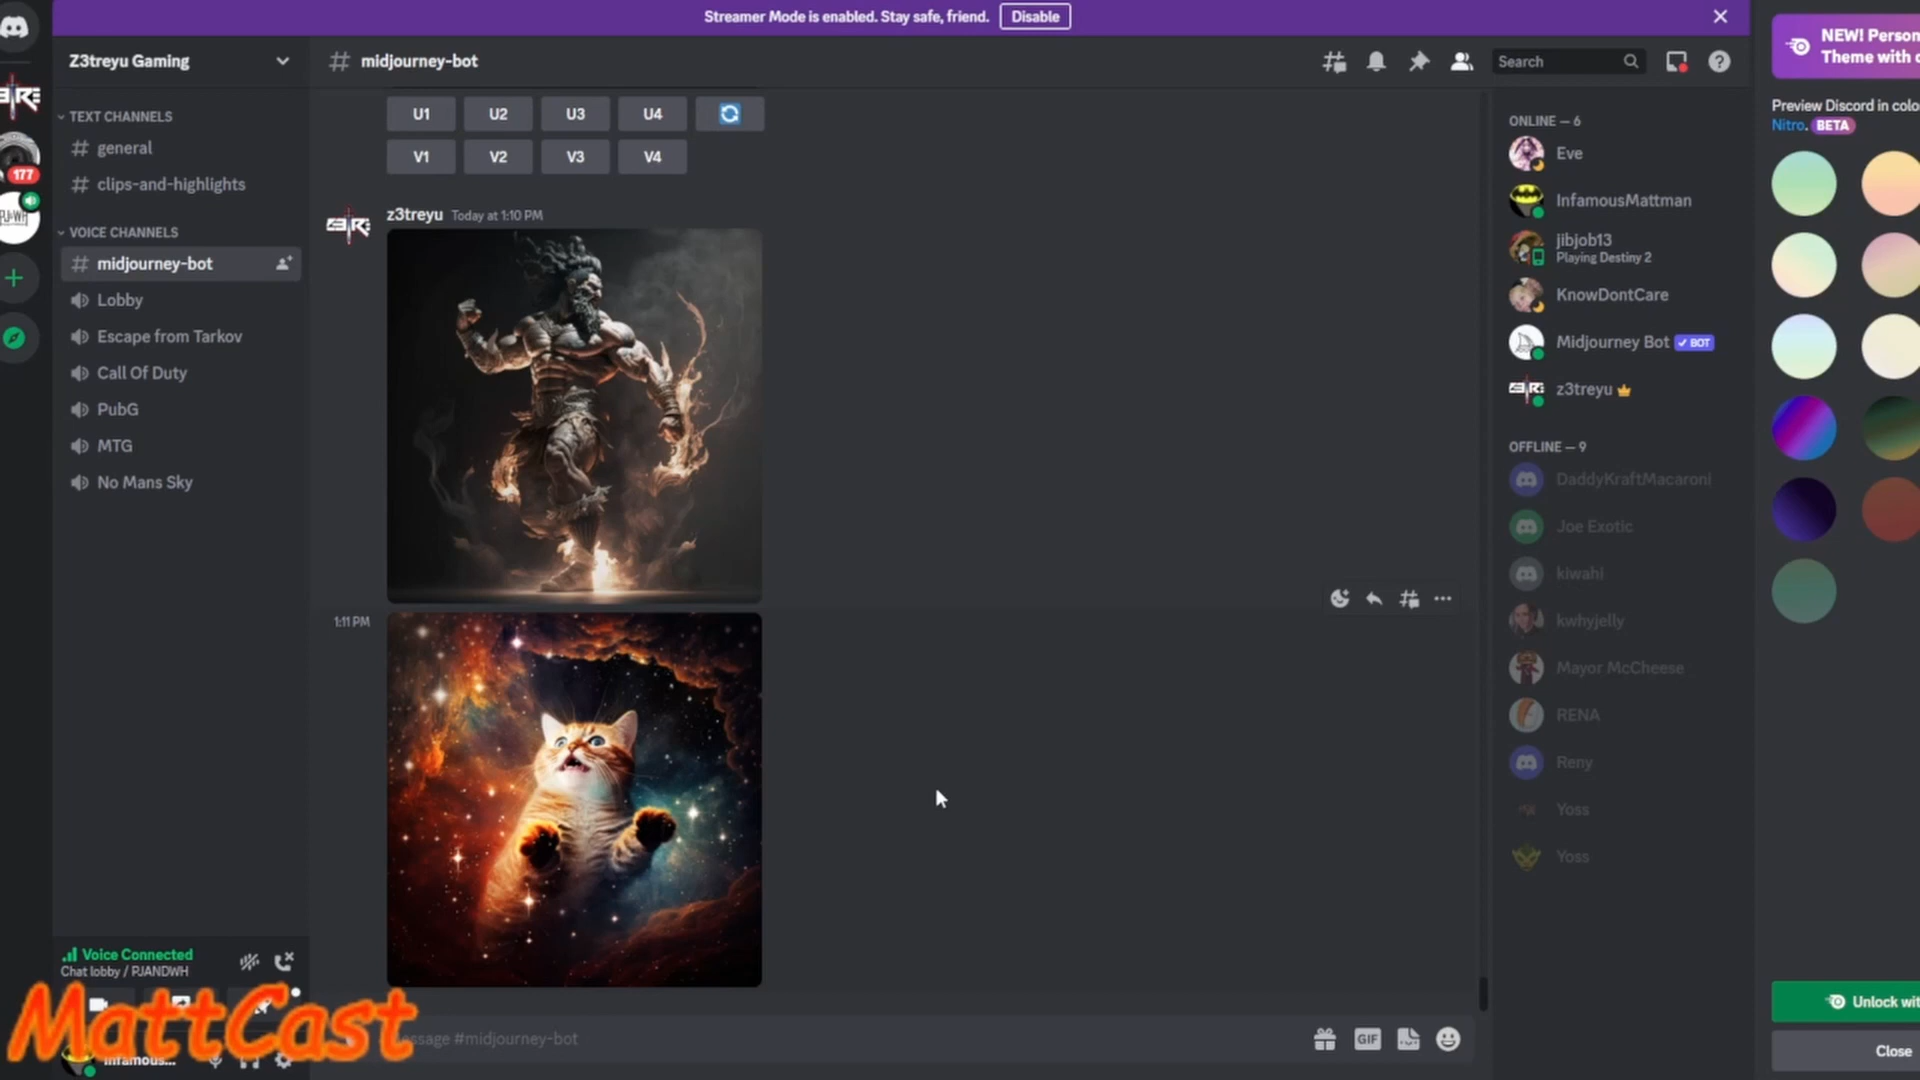 Streamer Mode is enabled. Stay safe, friend. Disable
Z3treyu Gaming
midjourney-bot
Search
TEXT CHANNELS
general
clips-and-highlights
VOICE CHANNELS
midjourney-bot
Lobby
Escape from Tarkov
Call Of Duty
PubG
MTG
No Mans Sky
177
PJ&WH
U1 U2 U3 U4
V1 V2 V3 V4
z3treyu Today at 1:10 PM
1:11 PM
ONLINE — 6
Eve
InfamousMattman
jibjob13
Playing Destiny 2
KnowDontCare
Midjourney Bot BOT
z3treyu
OFFLINE — 9
DaddyKraftMacaroni
Joe Exotic
kiwahi
kwhyjelly
Mayor McCheese
RENA
Reny
Yoss
Yoss
NEW! Person
Theme with c
Preview Discord in colo
Nitro. BETA
Unlock wit
Close
Voice Connected
Chat lobby / PJANDWH
MattCast
Infamous...
essage #midjourney-bot
GIF